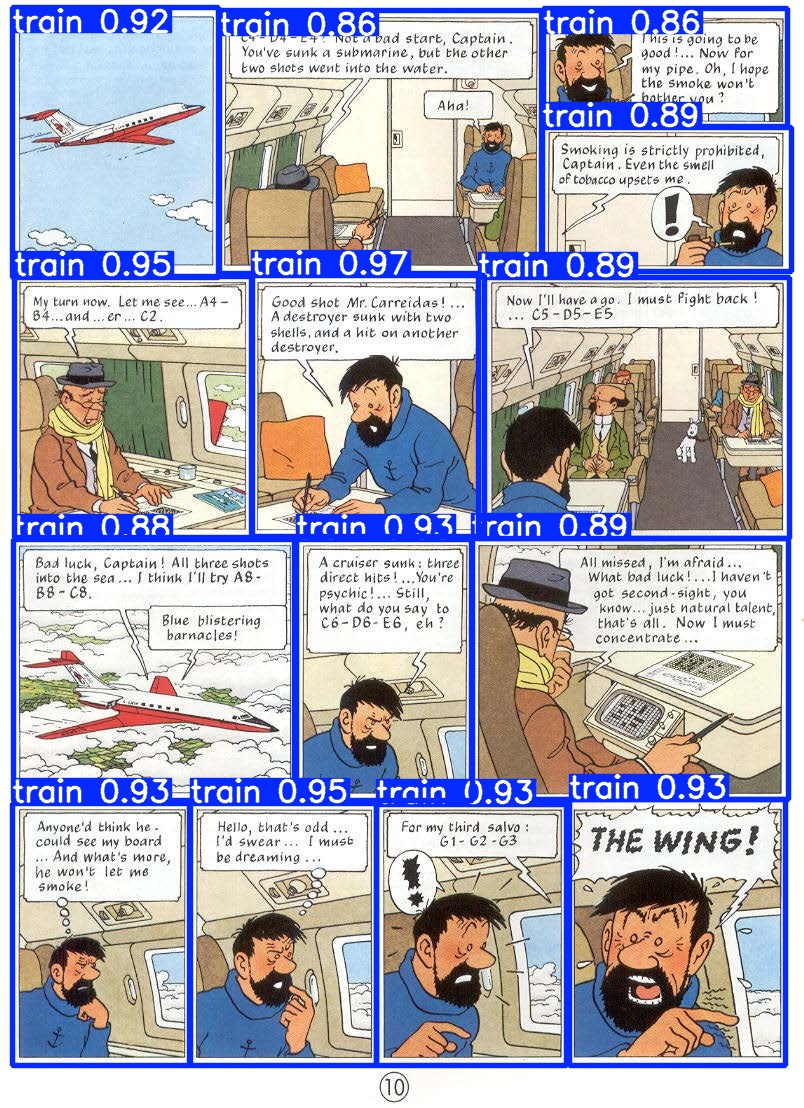 train 0.92
train 0.86
C4-D4-E4? Not a bad start, Captain.
You've sunk a submarine, but the other
two shots went into the water.
Aha!
train 0.86
This is going to be
good!... Now for
my pipe. Oh, I hope
the smoke won't
bother you?
train 0.89
Smoking is strictly prohibited,
Captain. Even the smell
of tobacco upsets me.
!
train 0.95
My turn now. Let me see... A4-
B4...and ...er... C2.
train 0.97
Good shot Mr. Carreidas!...
A destroyer sunk with two
shells, and a hit on another
destroyer.
train 0.89
Now I'll have a go. I must fight back!
... C5-D5-E5
train 0.88
Bad luck, Captain! All three shots
into the sea... I think I'll try A8-
B8-C8.
Blue blistering
barnacles!
train 0.93
A cruiser sunk: three
direct hits!...You're
psychic!... Still,
what do you say to
C6-D6-E6, eh?
train 0.89
All missed, I'm afraid...
What bad luck!...I haven't
got second-sight, you
know... just natural talent,
that's all. Now I must
concentrate...
train 0.93
Anyone'd think he
could see my board
... And what's more,
he won't let me
smoke!
train 0.95
Hello, that's odd...
I'd swear... I must
be dreaming...
train 0.93
For my third salvo:
G1-G2-G3
!
train 0.93
THE WING!
10